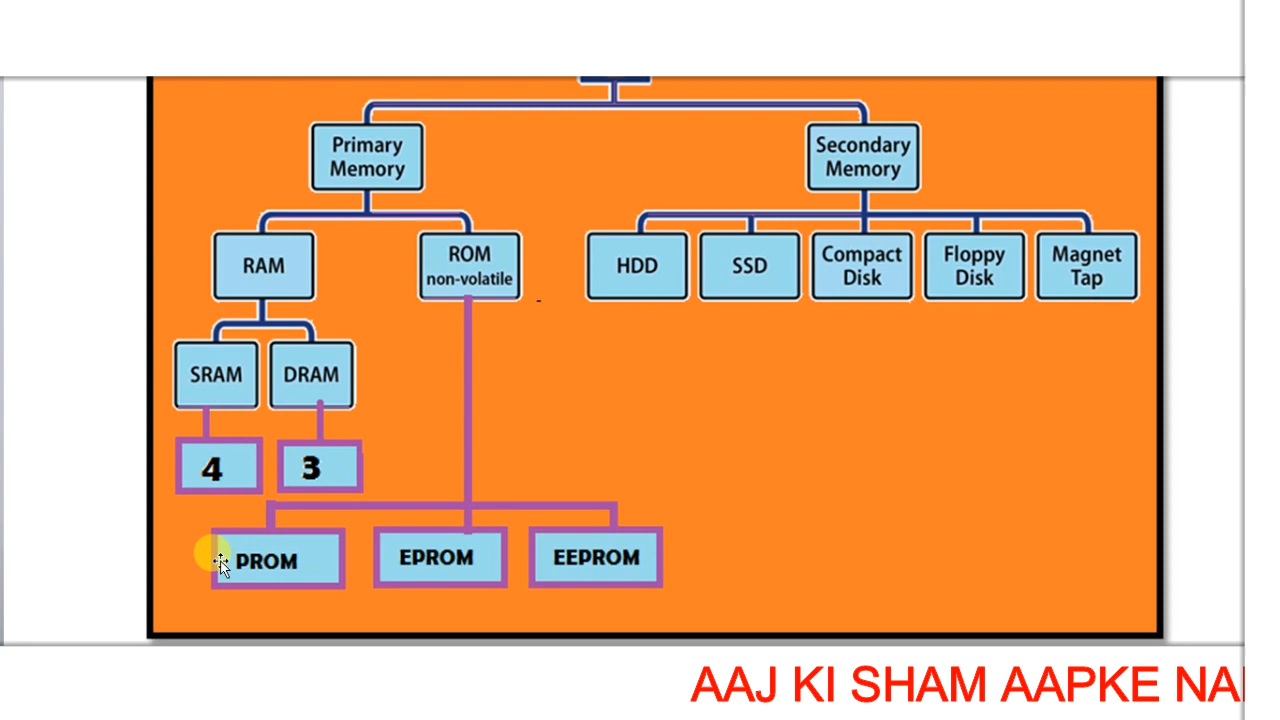 Primary
Memory
Secondary
Memory
RAM
ROM
non-volatile
HDD
SSD
Compact
Disk
Floppy
Disk
Magnet
Tap
SRAM
DRAM
4
3
PROM
EPROM
EEPROM
AAJ KI SHAM AAPKE